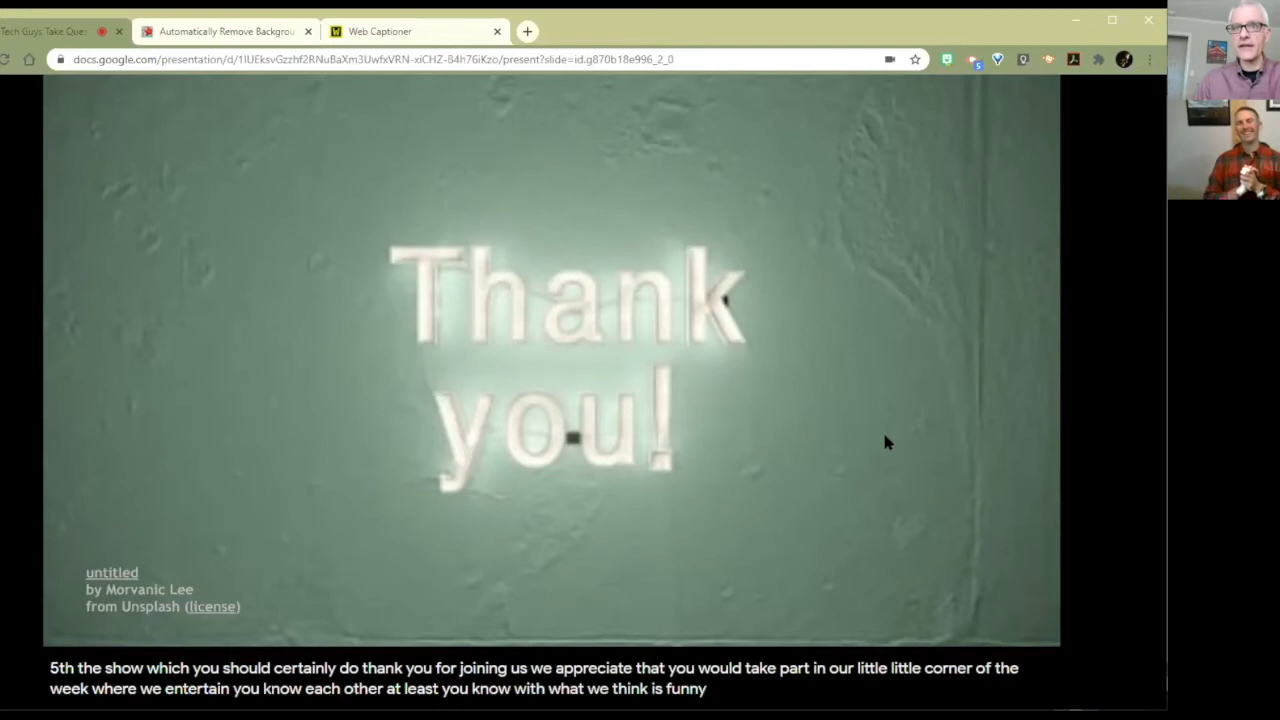 Tech Guys Take Que
Automatically Remove Backgrou
Web Captioner
docs.google.com/presentation/d/1IUEksvGzzhf2RNuBaXm3UwfxVRN-xiCHZ-B4h76iKzo/present?slide=id.g870b18e996_2_0
5
Thank
you!
untitled
by Morvanic Lee
from Unsplash (license)
5th the show which you should certainly do thank you for joining us we appreciate that you would take part in our little little corner of the
week where we entertain you know each other at least you know with what we think is funny